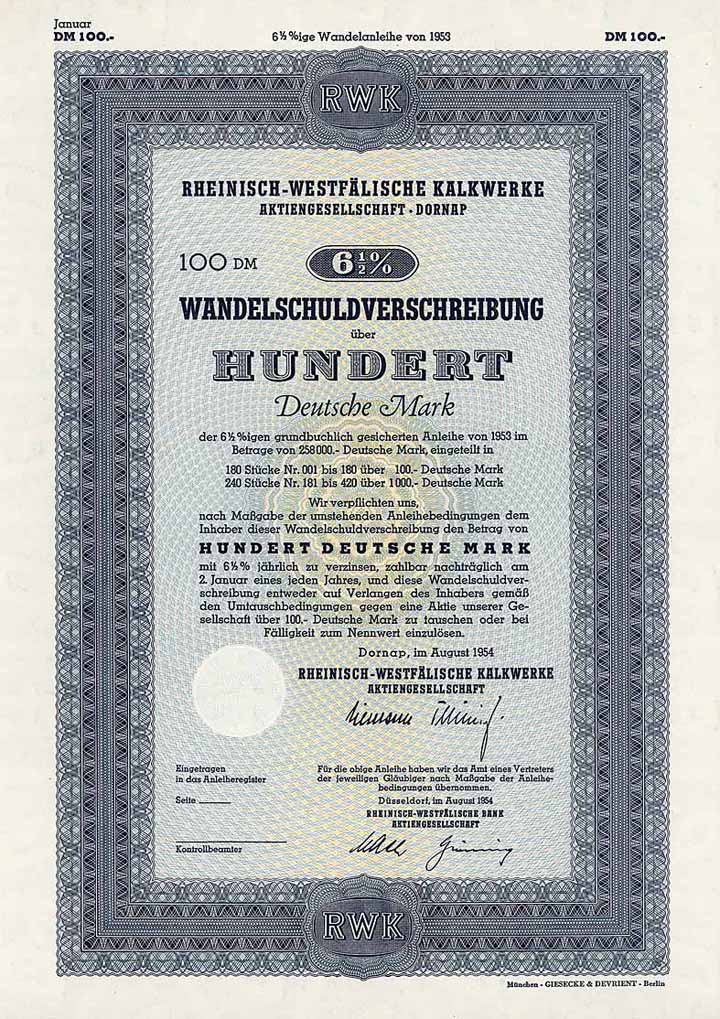 Januar
DM 100.-
6½%ige Wandelanleihe von 1953
DM 100.-
RWK
RHEINISCH-WESTFÄLISCHE KALKWERKE
AKTIENGESELLSCHAFT · DORNAP
100 DM
6½%
WANDELSCHULDVERSCHREIBUNG
über
HUNDERT
Deutsche Mark
der 6½%igen grundbuchlich gesicherten Anleihe von 1953 im
Betrage von 258000.- Deutsche Mark, eingeteilt in
180 Stücke Nr. 001 bis 180 über 100.- Deutsche Mark
240 Stücke Nr. 181 bis 420 über 1000.- Deutsche Mark
Wir verpflichten uns,
nach Maßgabe der umstehenden Anleihebedingungen dem
Inhaber dieser Wandelschuldverschreibung den Betrag von
HUNDERT DEUTSCHE MARK
mit 6½% jährlich zu verzinsen, zahlbar nachträglich am
2. Januar eines jeden Jahres, und diese Wandelschuldver-
schreibung entweder auf Verlangen des Inhabers gemäß
den Umtauschbedingungen gegen eine Aktie unserer Ge-
sellschaft über 100.- Deutsche Mark zu tauschen oder bei
Fälligkeit zum Nennwert einzulösen.
Dornap, im August 1954
RHEINISCH-WESTFÄLISCHE KALKWERKE
AKTIENGESELLSCHAFT
Eingetragen
in das Anleiheregister
Seite
Kontrollbeamter
Für die obige Anleihe haben wir das Amt eines Vertreters
der jeweiligen Gläubiger nach Maßgabe der Anleihe-
bedingungen übernommen.
Düsseldorf, im August 1954
RHEINISCH-WESTFÄLISCHE BANK
AKTIENGESELLSCHAFT
RWK
München - GIESECKE & DEVRIENT - Berlin